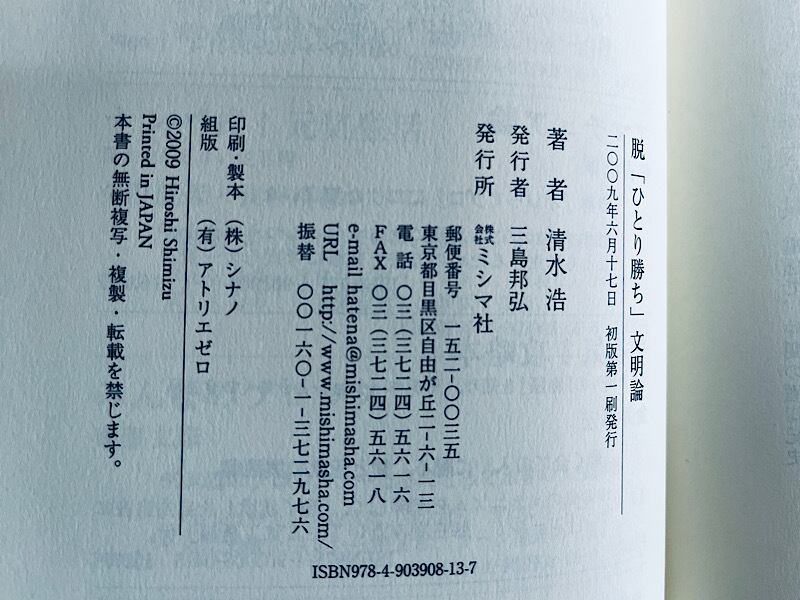 脱「ひとり勝ち」文明論
二〇〇九年六月十七日 初版第一刷発行
著者 清水浩
発行者 三島邦弘
発行所 株式会社ミシマ社
郵便番号 一五二-〇〇三五
東京都目黒区自由が丘二-六-一三
電話 〇三(三七二四)五六一六
FAX 〇三(三七二四)五六一八
e-mail hatena@mishimasha.com
URL http://www.mishimasha.com/
振替 〇〇一六〇-一-三七二九七六
印刷・製本 (株)シナノ
組版 (有)アトリエゼロ
©2009 Hiroshi Shimizu
Printed in JAPAN
本書の無断複写・複製・転載を禁じます。
ISBN978-4-903908-13-7